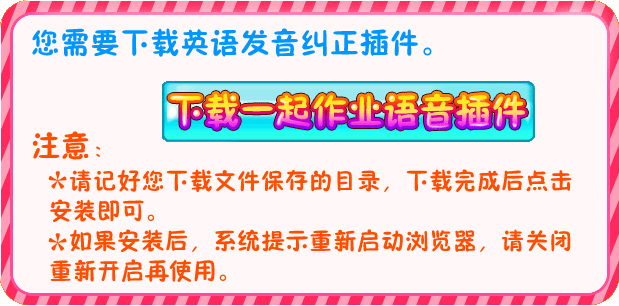 您需要下载英语发音纠正插件。
下载一起作业语音插件
注意：
*请记好您下载文件保存的目录，下载完成后点击
安装即可。
*如果安装后，系统提示重新启动浏览器，请关闭
重新开启再使用。